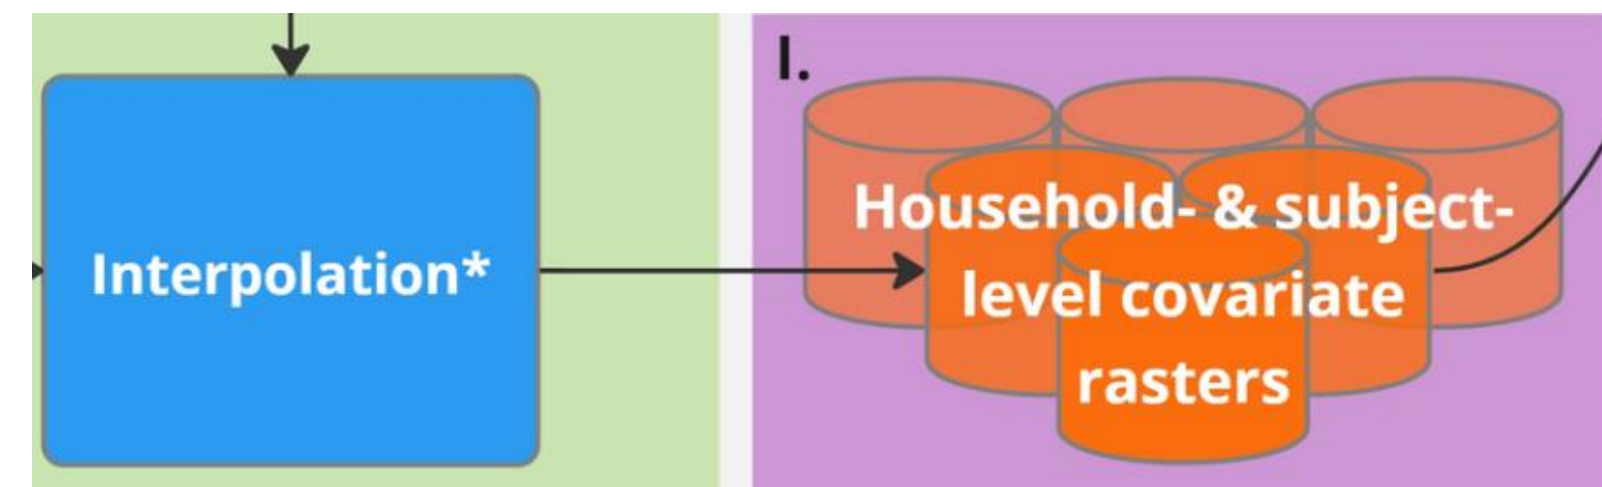 Interpolation*
I.
Household- & subject-
level covariate
rasters